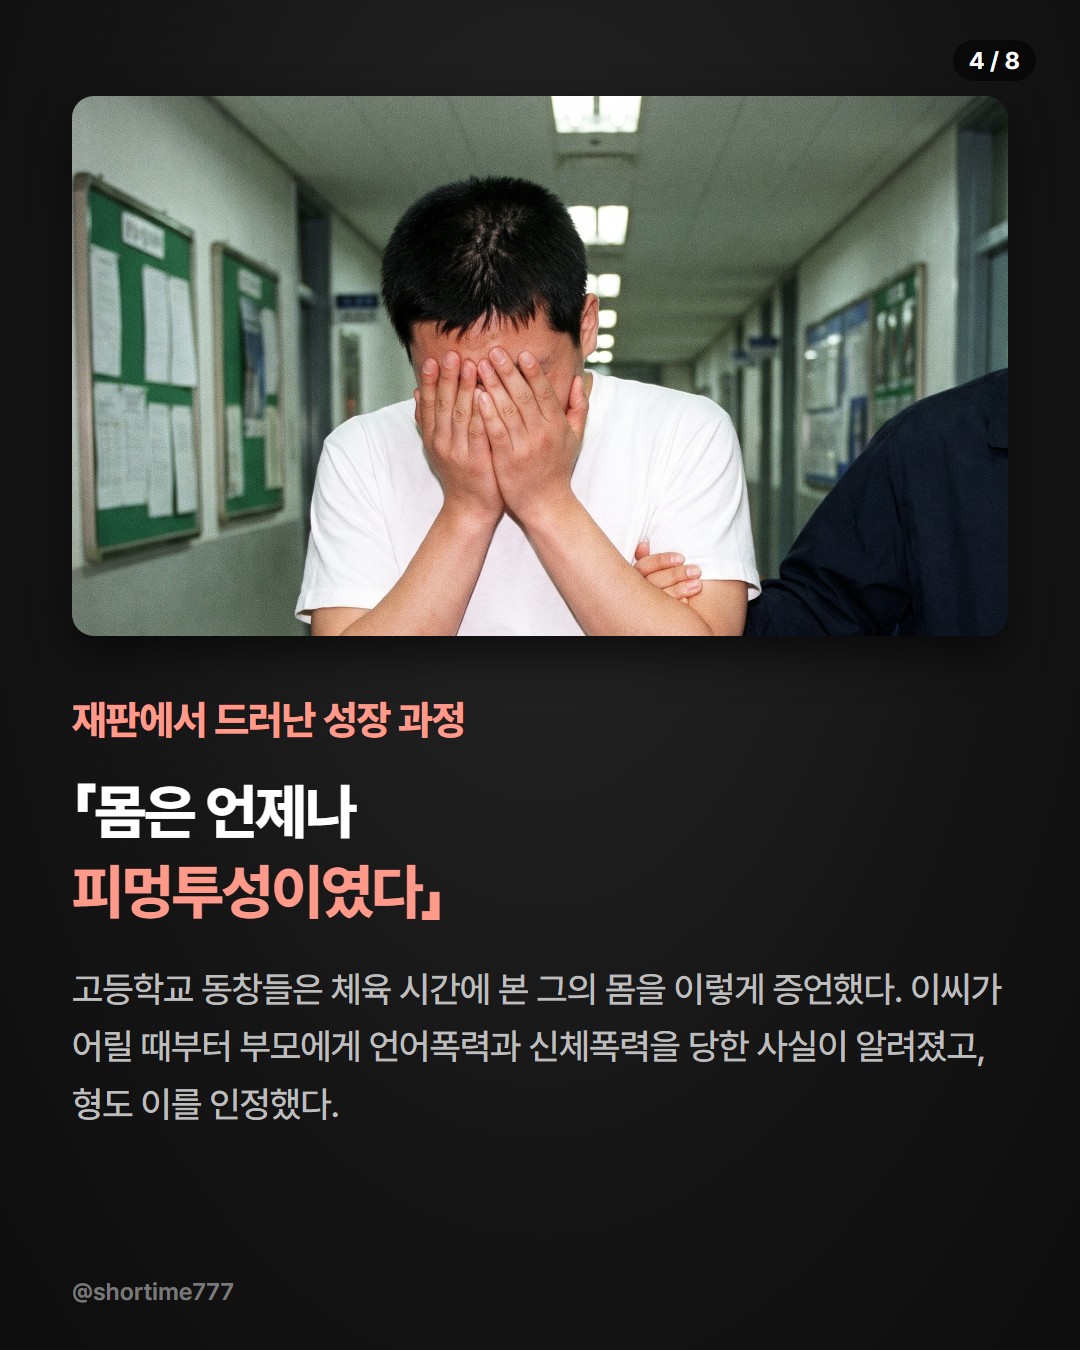 4 / 8
재판에서 드러난 성장 과정
「몸은 언제나
피멍투성이였다」
고등학교 동창들은 체육 시간에 본 그의 몸을 이렇게 증언했다. 이씨가
어릴 때부터 부모에게 언어폭력과 신체폭력을 당한 사실이 알려졌고,
형도 이를 인정했다.
@shortime777